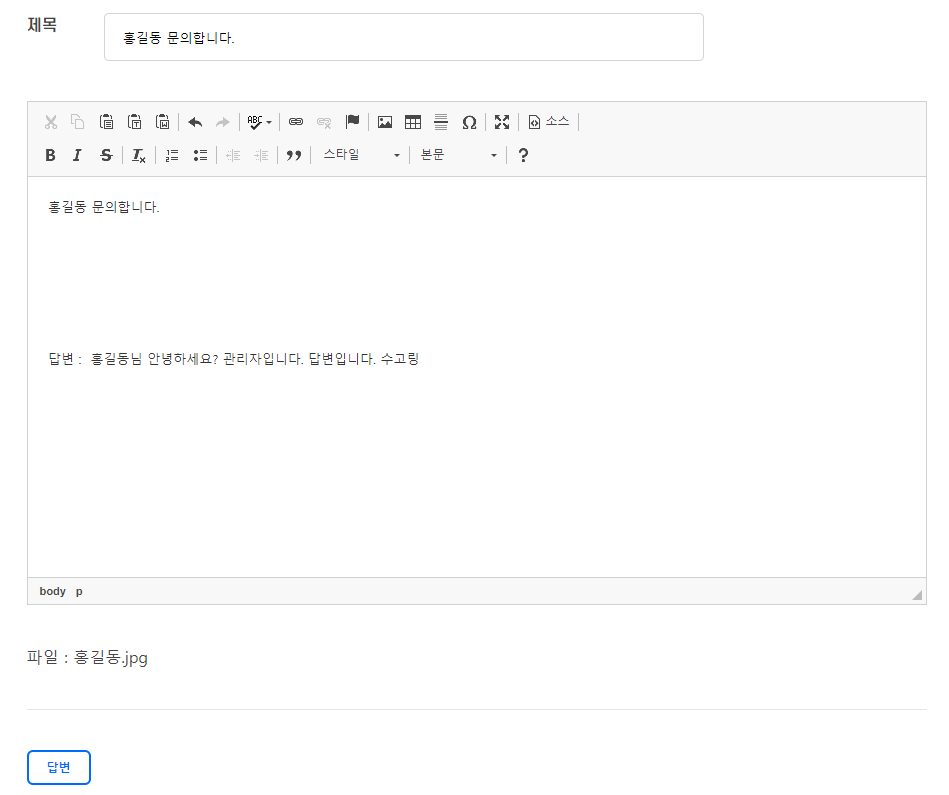 제목
홍길동 문의합니다.
ABC
소스
B I S Tx 스타일 본문 ?
홍길동 문의합니다.
답변 : 홍길동님 안녕하세요? 관리자입니다. 답변입니다. 수고링
body p
파일 : 홍길동.jpg
답변